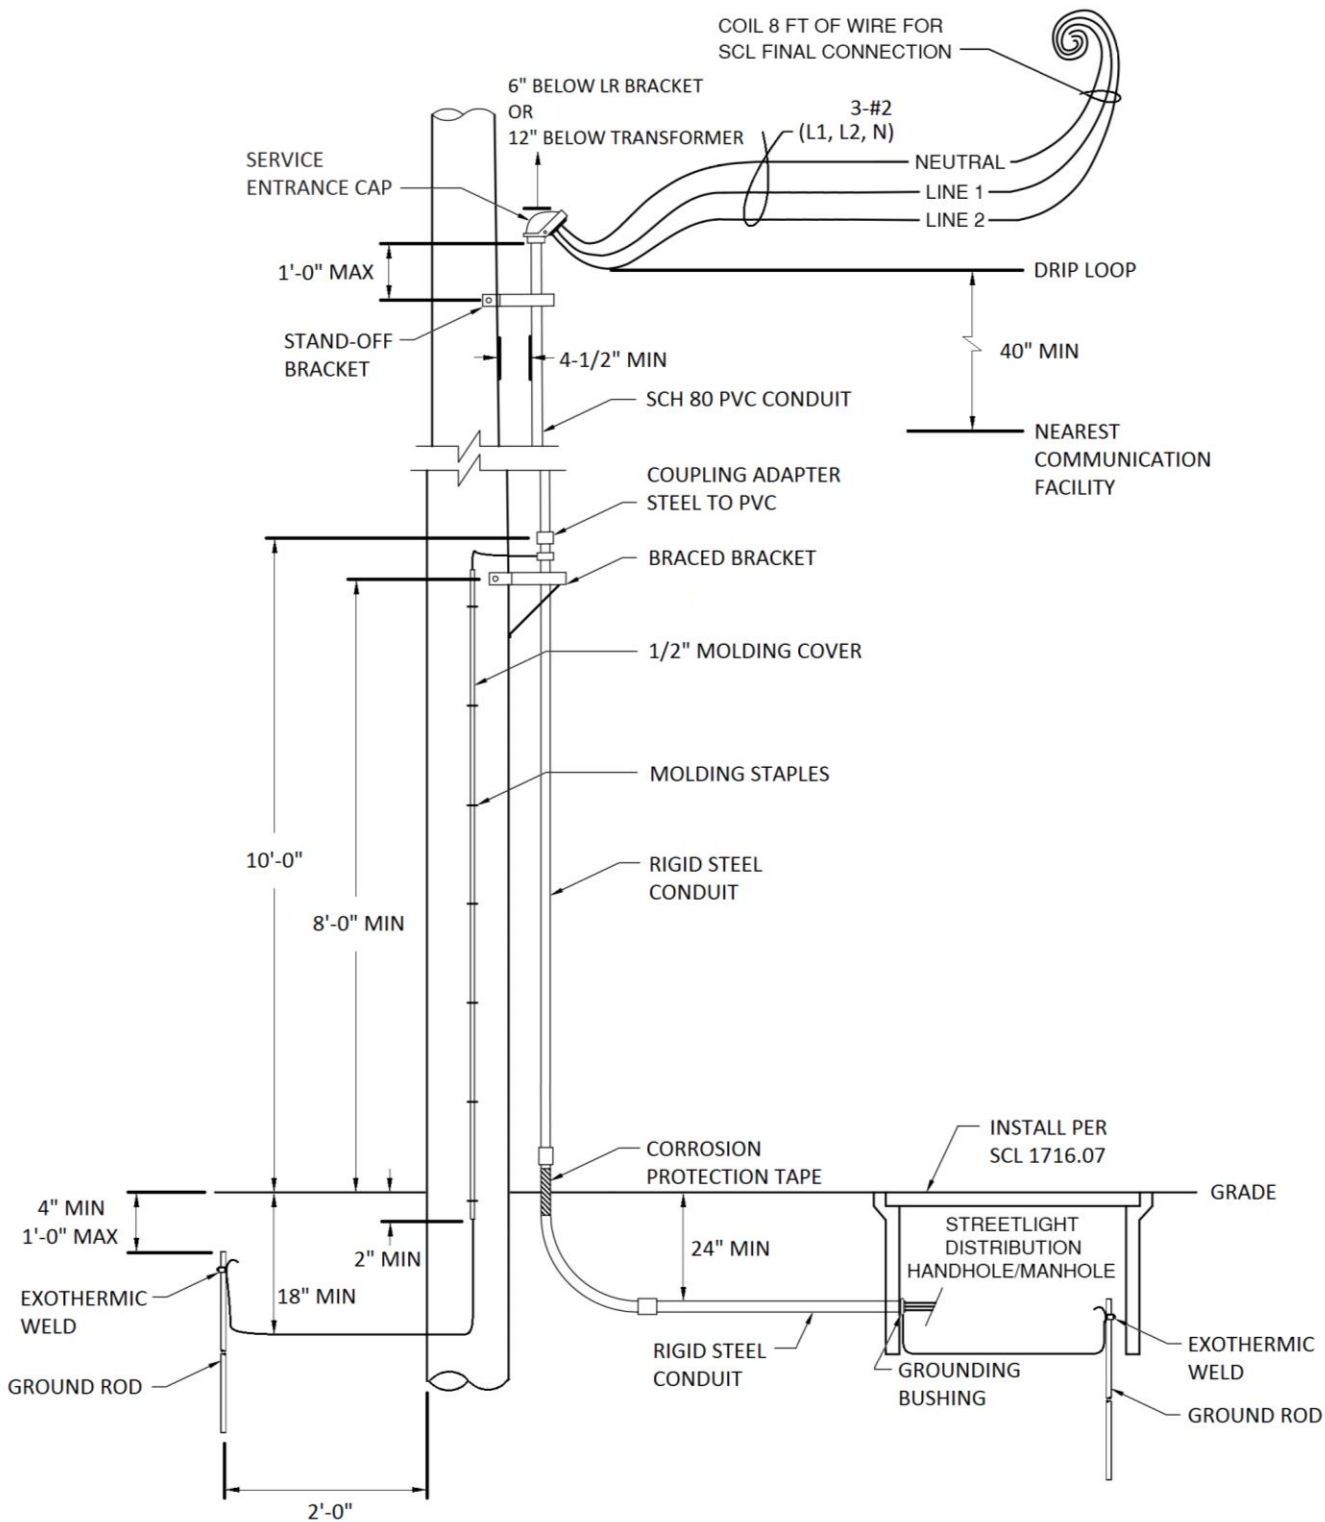 COIL 8 FT OF WIRE FOR
SCL FINAL CONNECTION
6" BELOW LR BRACKET
OR
12" BELOW TRANSFORMER
3-#2
(L1, L2, N)
SERVICE
ENTRANCE CAP
NEUTRAL
LINE 1
LINE 2
1'-0" MAX
DRIP LOOP
STAND-OFF
BRACKET
4-1/2" MIN
40" MIN
SCH 80 PVC CONDUIT
NEAREST
COMMUNICATION
FACILITY
COUPLING ADAPTER
STEEL TO PVC
BRACED BRACKET
1/2" MOLDING COVER
MOLDING STAPLES
10'-0"
RIGID STEEL
CONDUIT
8'-0" MIN
INSTALL PER
SCL 1716.07
CORROSION
PROTECTION TAPE
GRADE
4" MIN
1'-0" MAX
2" MIN
24" MIN
STREETLIGHT
DISTRIBUTION
HANDHOLE/MANHOLE
EXOTHERMIC
WELD
18" MIN
RIGID STEEL
CONDUIT
GROUNDING
BUSHING
EXOTHERMIC
WELD
GROUND ROD
GROUND ROD
2'-0"